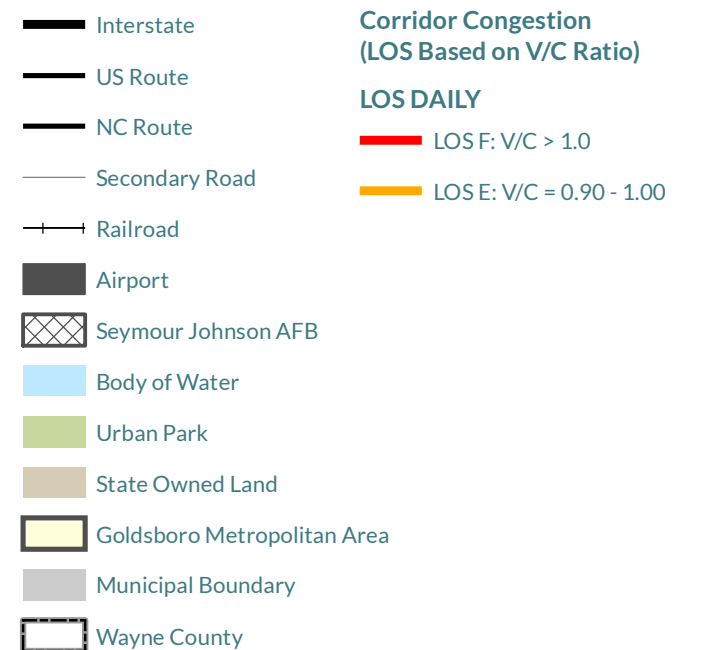 Interstate
US Route
NC Route
Secondary Road
Railroad
Airport
Seymour Johnson AFB
Body of Water
Urban Park
State Owned Land
Goldsboro Metropolitan Area
Municipal Boundary
Wayne County
Corridor Congestion
(LOS Based on V/C Ratio)
LOS DAILY
LOS F: V/C > 1.0
LOS E: V/C = 0.90 - 1.00